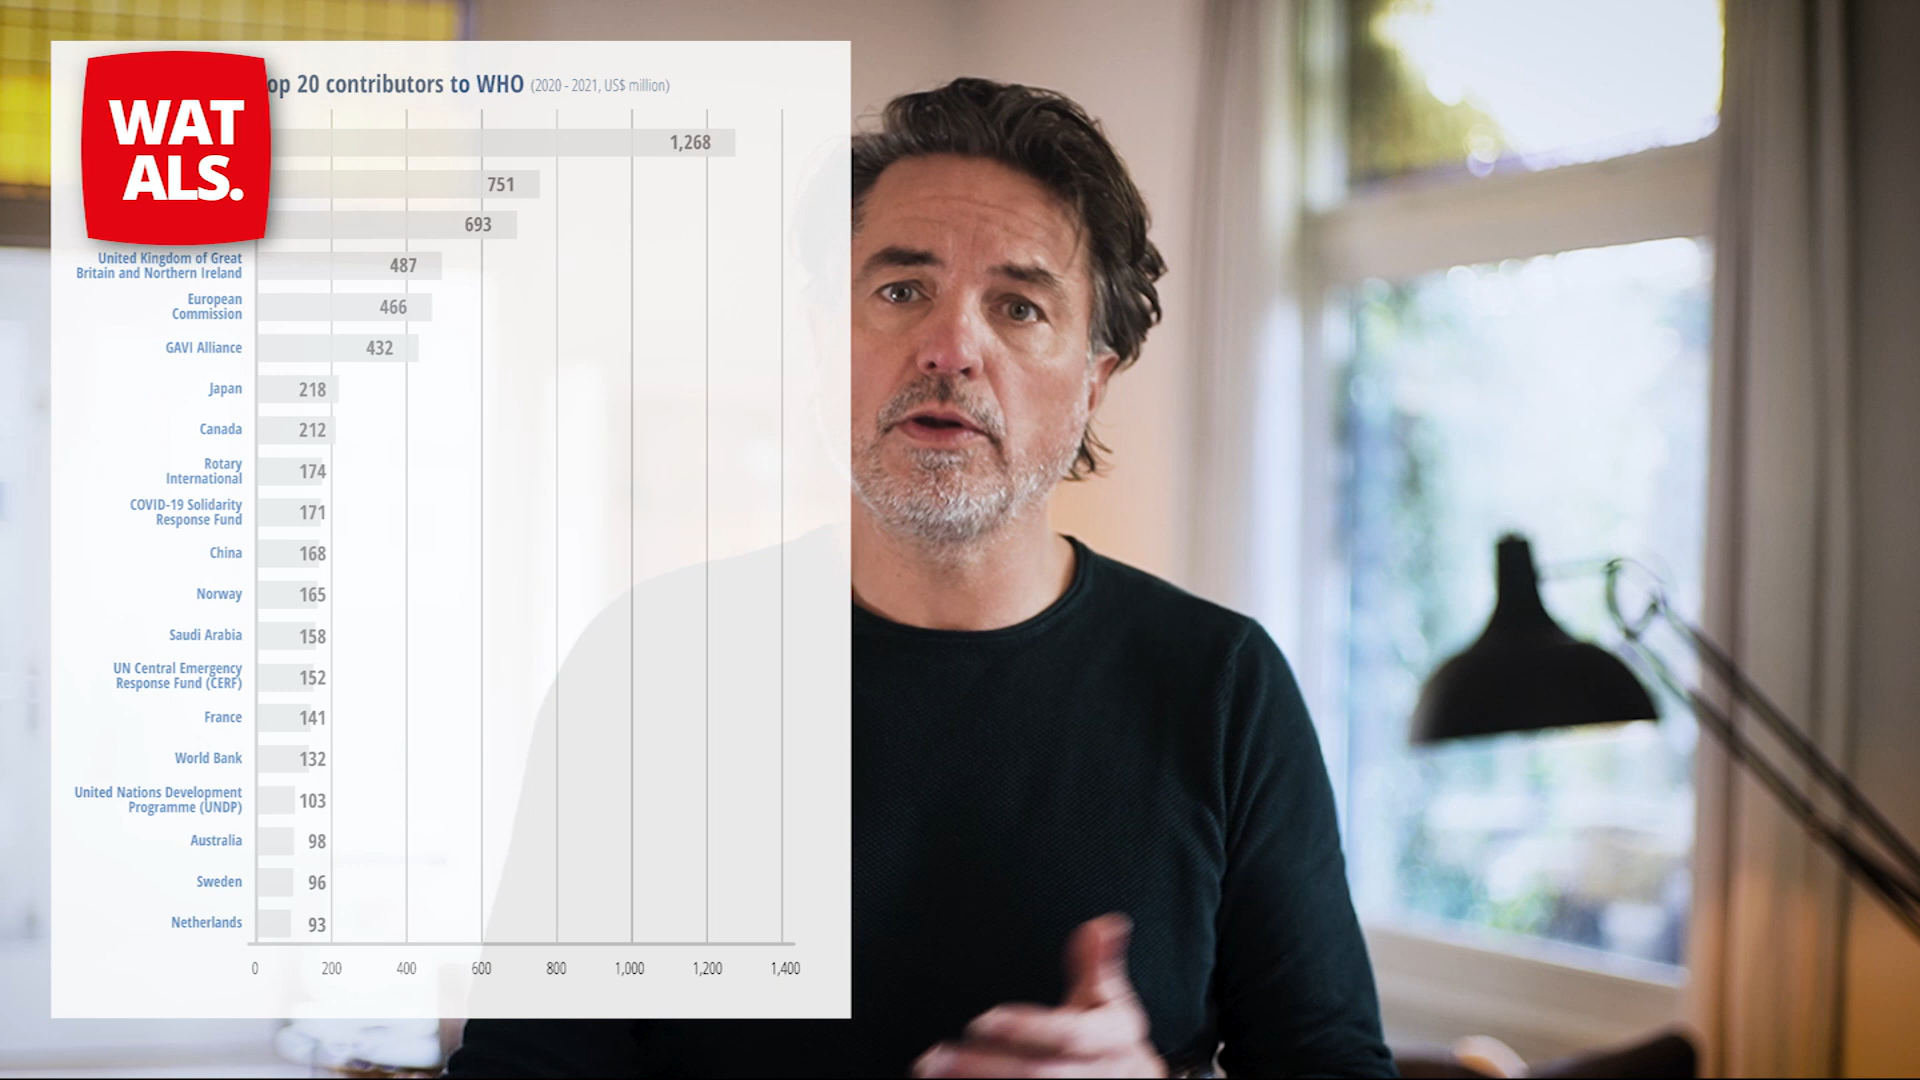 WAT
ALS.
op 20 contributors to WHO (2020 - 2021, US$ million)
1,268
751
693
United Kingdom of Great
Britain and Northern Ireland
487
European
Commission
466
GAVI Alliance 432
Japan 218
Canada 212
Rotary
International
174
COVID-19 Solidarity
Response Fund
171
China 168
Norway 165
Saudi Arabia 158
UN Central Emergency
Response Fund (CERF)
152
France 141
World Bank 132
United Nations Development
Programme (UNDP)
103
Australia 98
Sweden 96
Netherlands 93
0 200 400 600 800 1,000 1,200 1,400